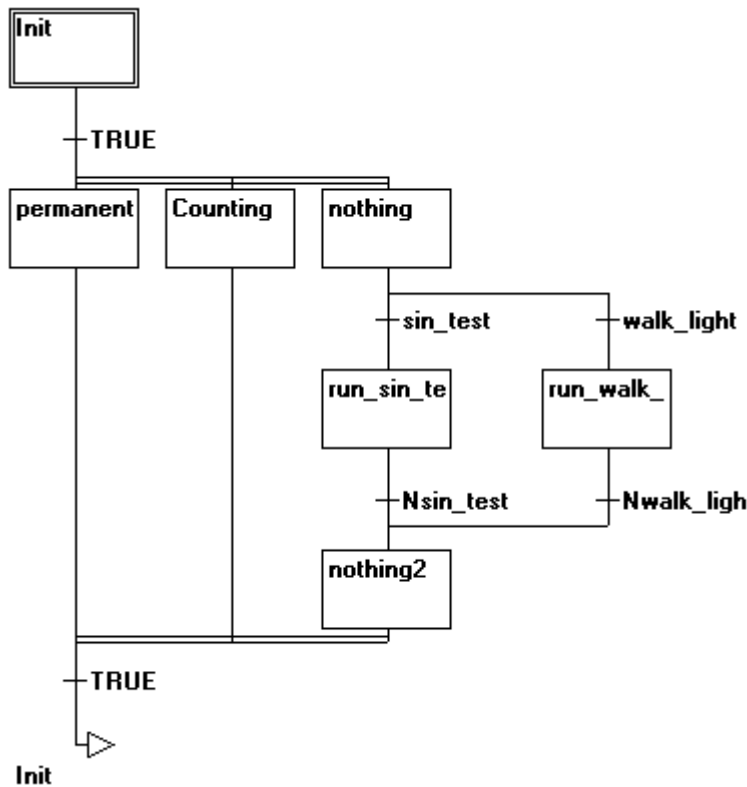 Init
TRUE
permanent Counting nothing
sin_test walk_light
run_sin_te run_walk_
Nsin_test Nwalk_ligh
nothing2
TRUE
Init